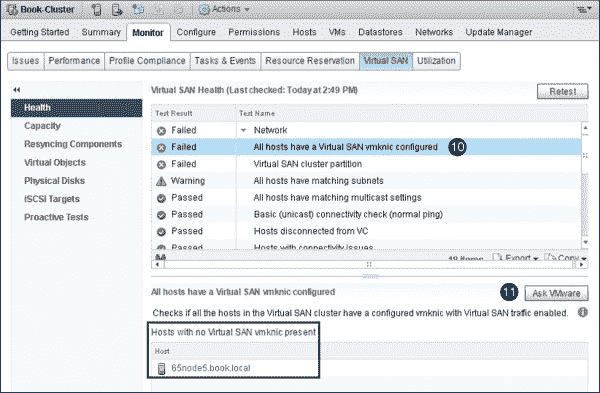 Book-Cluster Actions
Getting Started Summary Monitor Configure Permissions Hosts VMs Datastores Networks Update Manager
Issues Performance Profile Compliance Tasks & Events Resource Reservation Virtual SAN Utilization
Health
Capacity
Resyncing Components
Virtual Objects
Physical Disks
iSCSI Targets
Proactive Tests
Virtual SAN Health (Last checked: Today at 2:49 PM) Retest
Test Result Test Name
Failed Network
Failed All hosts have a Virtual SAN vmknic configured 10
Failed Virtual SAN cluster partition
Warning All hosts have matching subnets
Passed All hosts have matching multicast settings
Passed Basic (unicast) connectivity check (normal ping)
Passed Hosts disconnected from VC
Passed Hosts with connectivity issues
items Export Copy
All hosts have a Virtual SAN vmknic configured 11 Ask VMware
Checks if all the hosts in the Virtual SAN cluster have a configured vmknic with Virtual SAN traffic enabled.
Hosts with no Virtual SAN vmknic present
Host
65node5.book.local